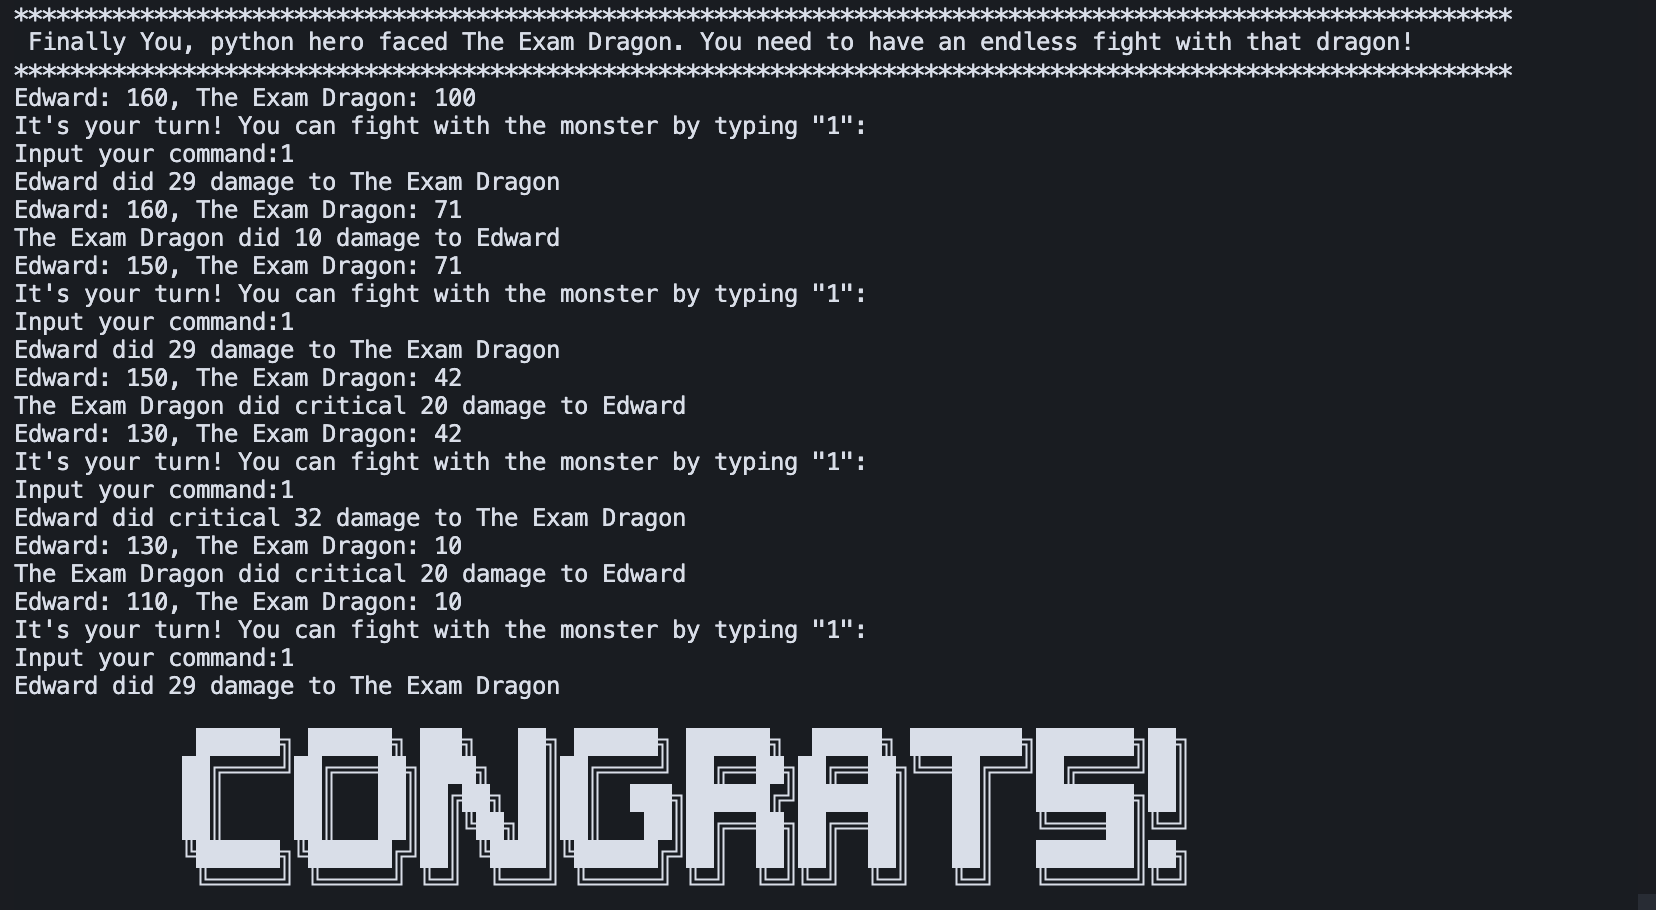 ***********************************************************************************************************
Finally You, python hero faced The Exam Dragon. You need to have an endless fight with that dragon!
***********************************************************************************************************
Edward: 160, The Exam Dragon: 100
It's your turn! You can fight with the monster by typing "1":
Input your command:1
Edward did 29 damage to The Exam Dragon
Edward: 160, The Exam Dragon: 71
The Exam Dragon did 10 damage to Edward
Edward: 150, The Exam Dragon: 71
It's your turn! You can fight with the monster by typing "1":
Input your command:1
Edward did 29 damage to The Exam Dragon
Edward: 150, The Exam Dragon: 42
The Exam Dragon did critical 20 damage to Edward
Edward: 130, The Exam Dragon: 42
It's your turn! You can fight with the monster by typing "1":
Input your command:1
Edward did critical 32 damage to The Exam Dragon
Edward: 130, The Exam Dragon: 10
The Exam Dragon did critical 20 damage to Edward
Edward: 110, The Exam Dragon: 10
It's your turn! You can fight with the monster by typing "1":
Input your command:1
Edward did 29 damage to The Exam Dragon
CONGRATS!